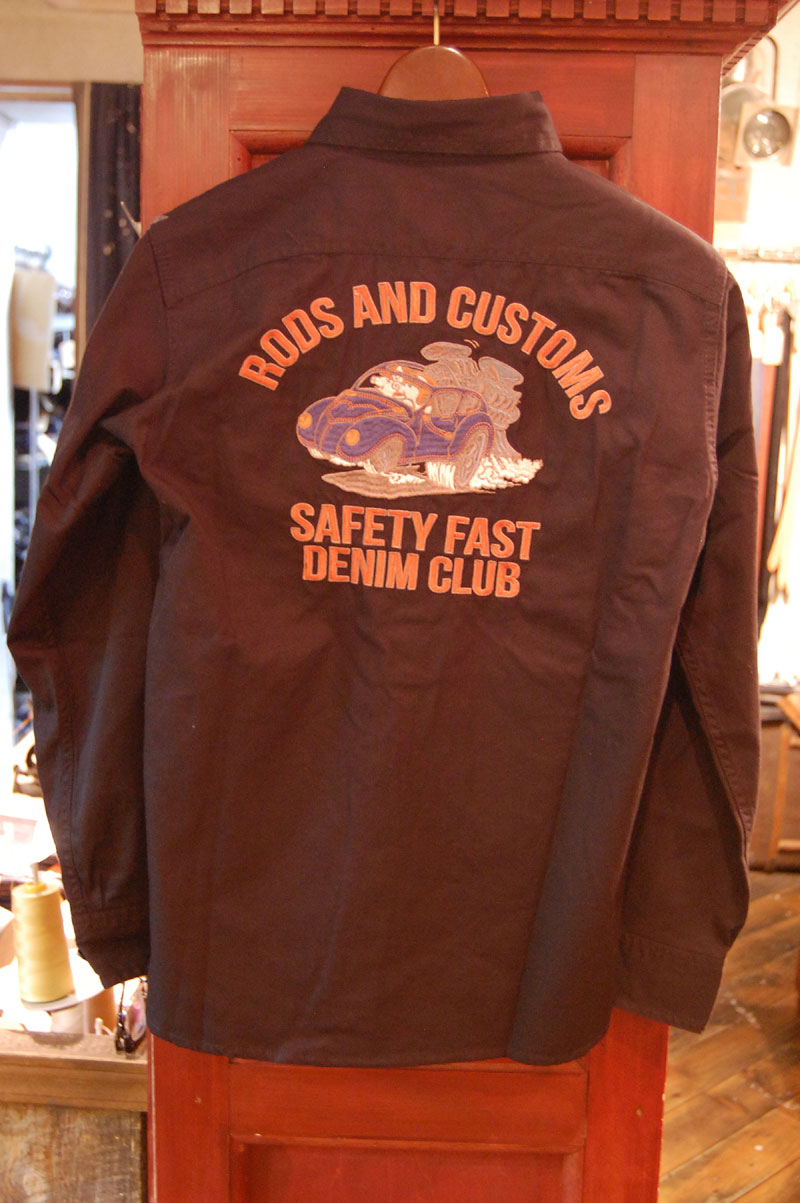 RODS AND CUSTOMS
SAFETY FAST
DENIM CLUB